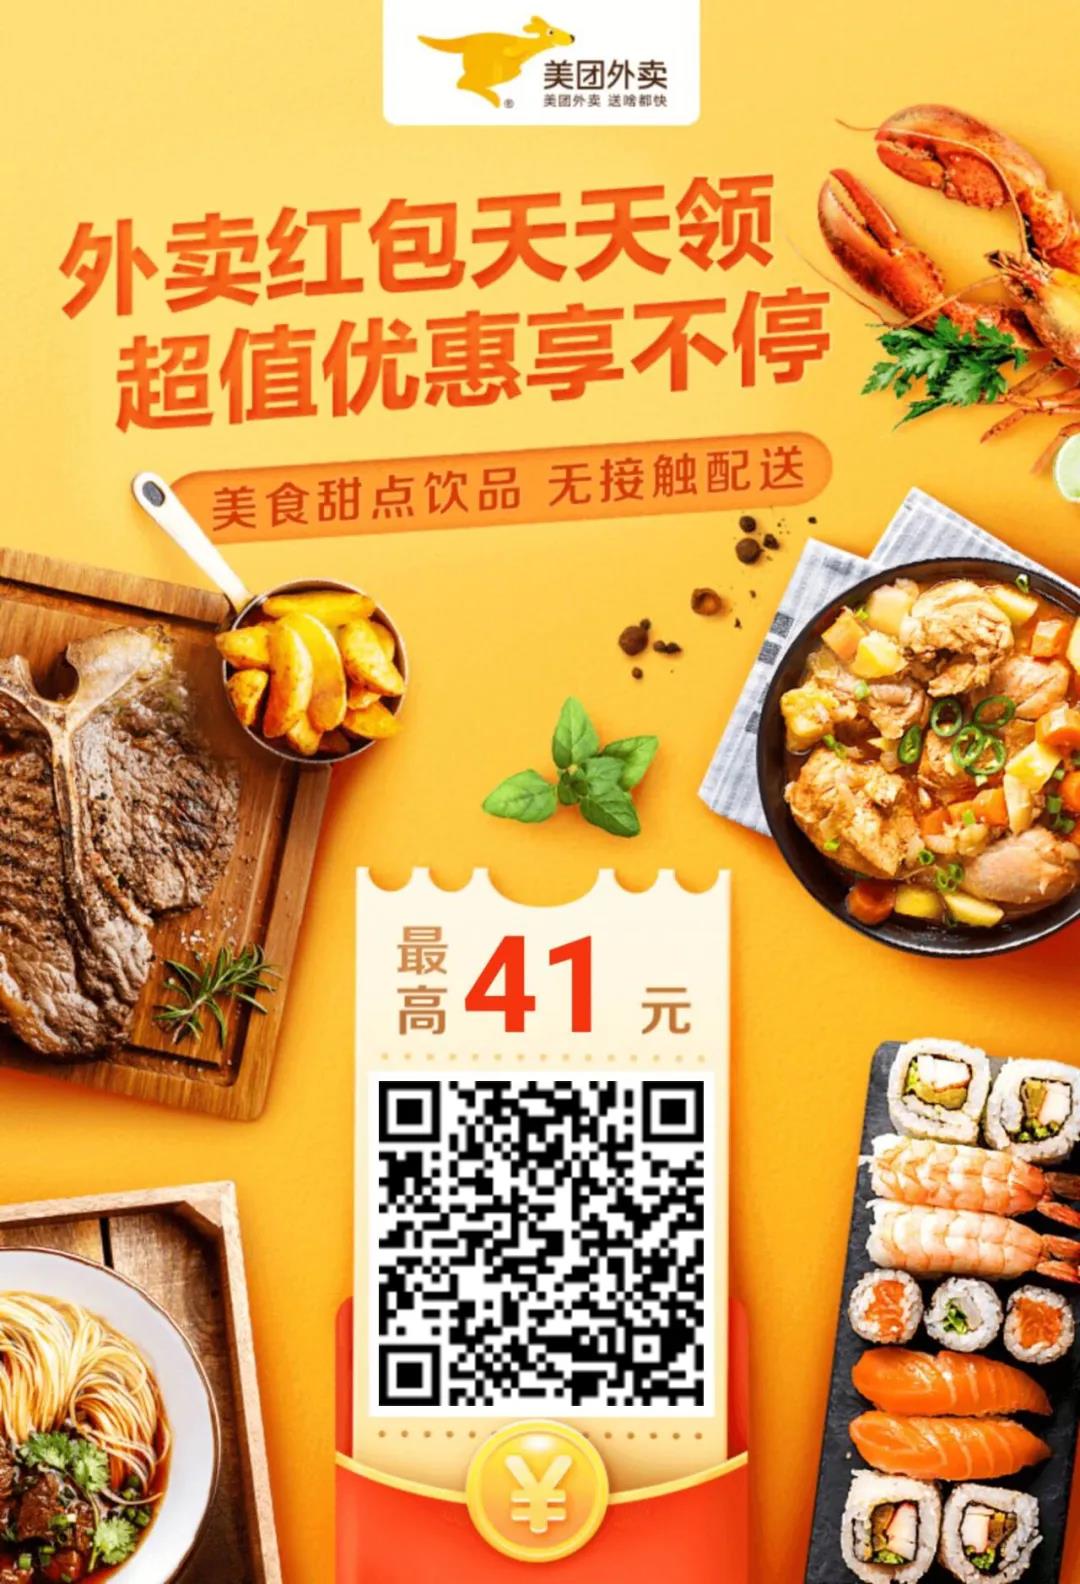 美团外卖
美团外卖 送啥都快
外卖红包天天领
超值优惠享不停
美食甜点饮品 无接触配送
最高 41 元
¥